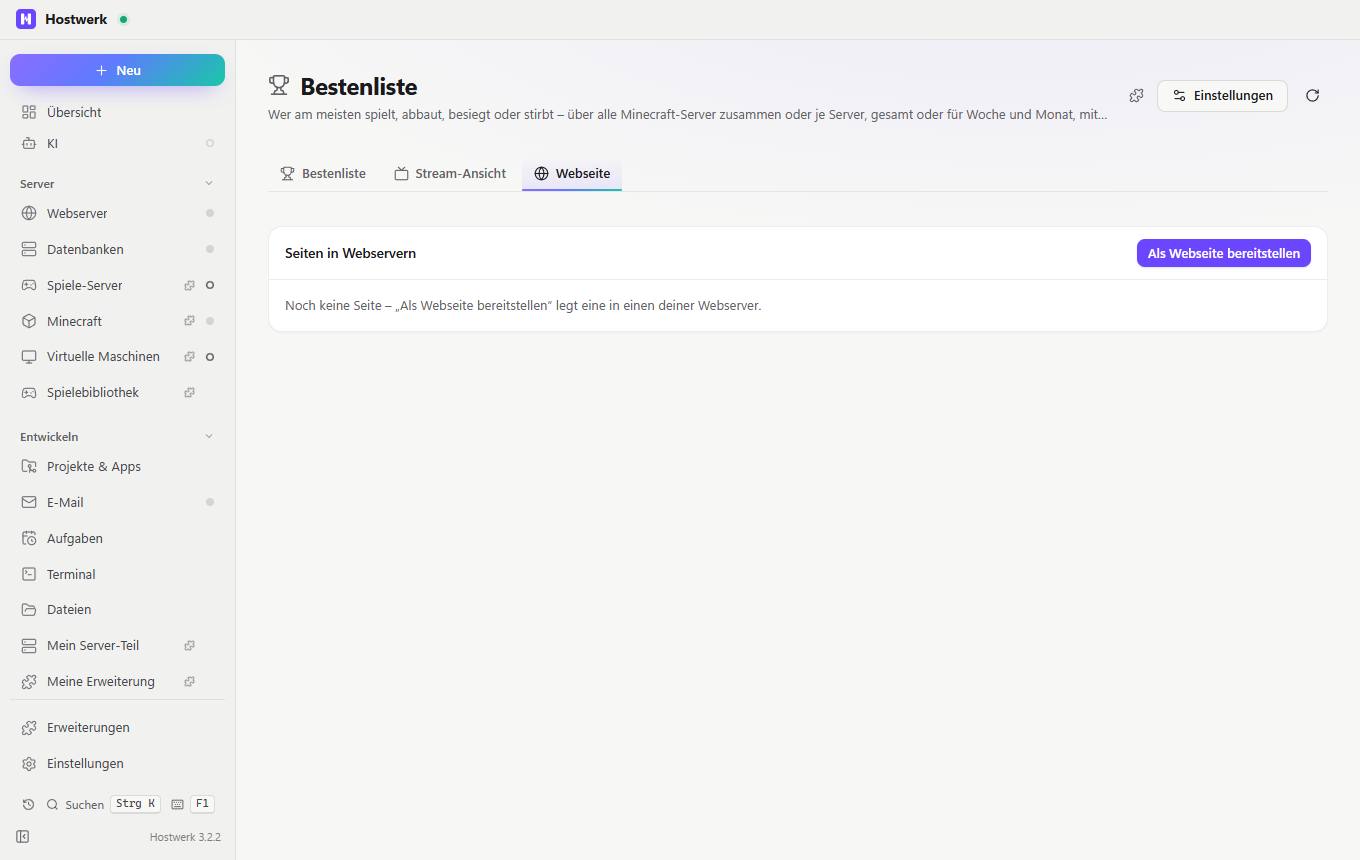 Hostwerk
Neu
Übersicht
KI
Server
Webserver
Datenbanken
Spiele-Server
Minecraft
Virtuelle Maschinen
Spielebibliothek
Entwickeln
Projekte & Apps
E-Mail
Aufgaben
Terminal
Dateien
Mein Server-Teil
Meine Erweiterung
Erweiterungen
Einstellungen
Suchen Strg K F1
Hostwerk 3.2.2
Bestenliste
Wer am meisten spielt, abbaut, besiegt oder stirbt – über alle Minecraft-Server zusammen oder je Server, gesamt oder für Woche und Monat, mit...
Einstellungen
Bestenliste Stream-Ansicht Webseite
Seiten in Webservern
Als Webseite bereitstellen
Noch keine Seite – „Als Webseite bereitstellen“ legt eine in einen deiner Webserver.